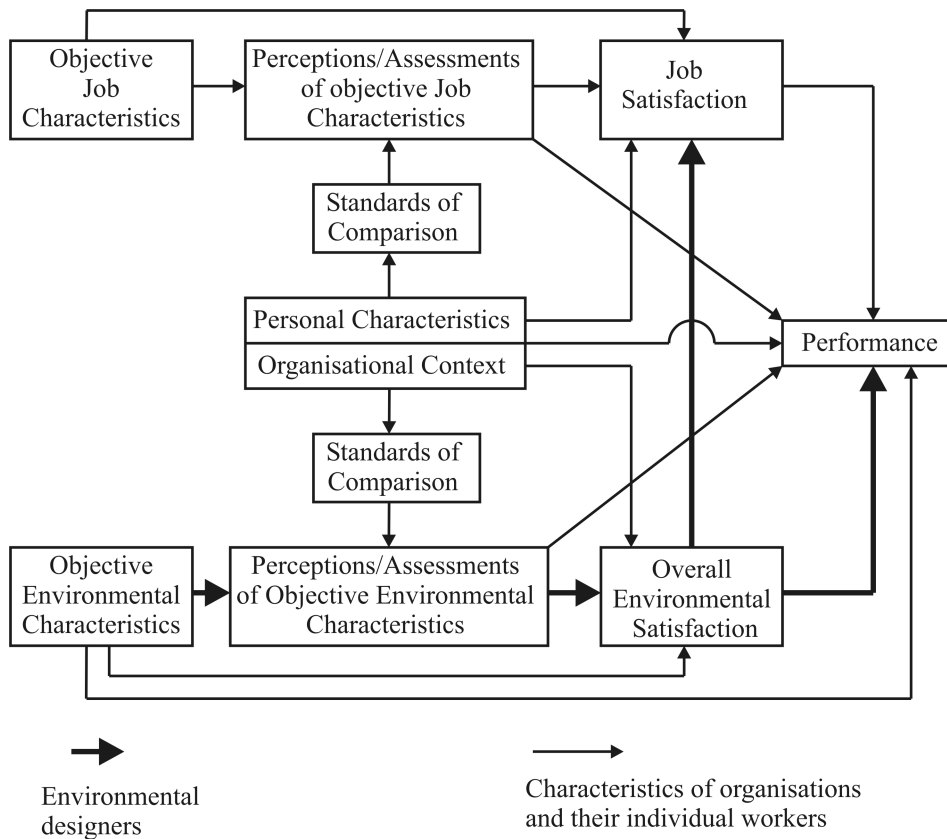 Objective
Job
Characteristics
Perceptions/Assessments
of objective Job
Characteristics
Job
Satisfaction
Standards of
Comparison
Personal Characteristics
Organisational Context
Performance
Standards of
Comparison
Objective
Environmental
Characteristics
Perceptions/Assessments
of Objective Environmental
Characteristics
Overall
Environmental
Satisfaction
Environmental
designers
Characteristics of organisations
and their individual workers